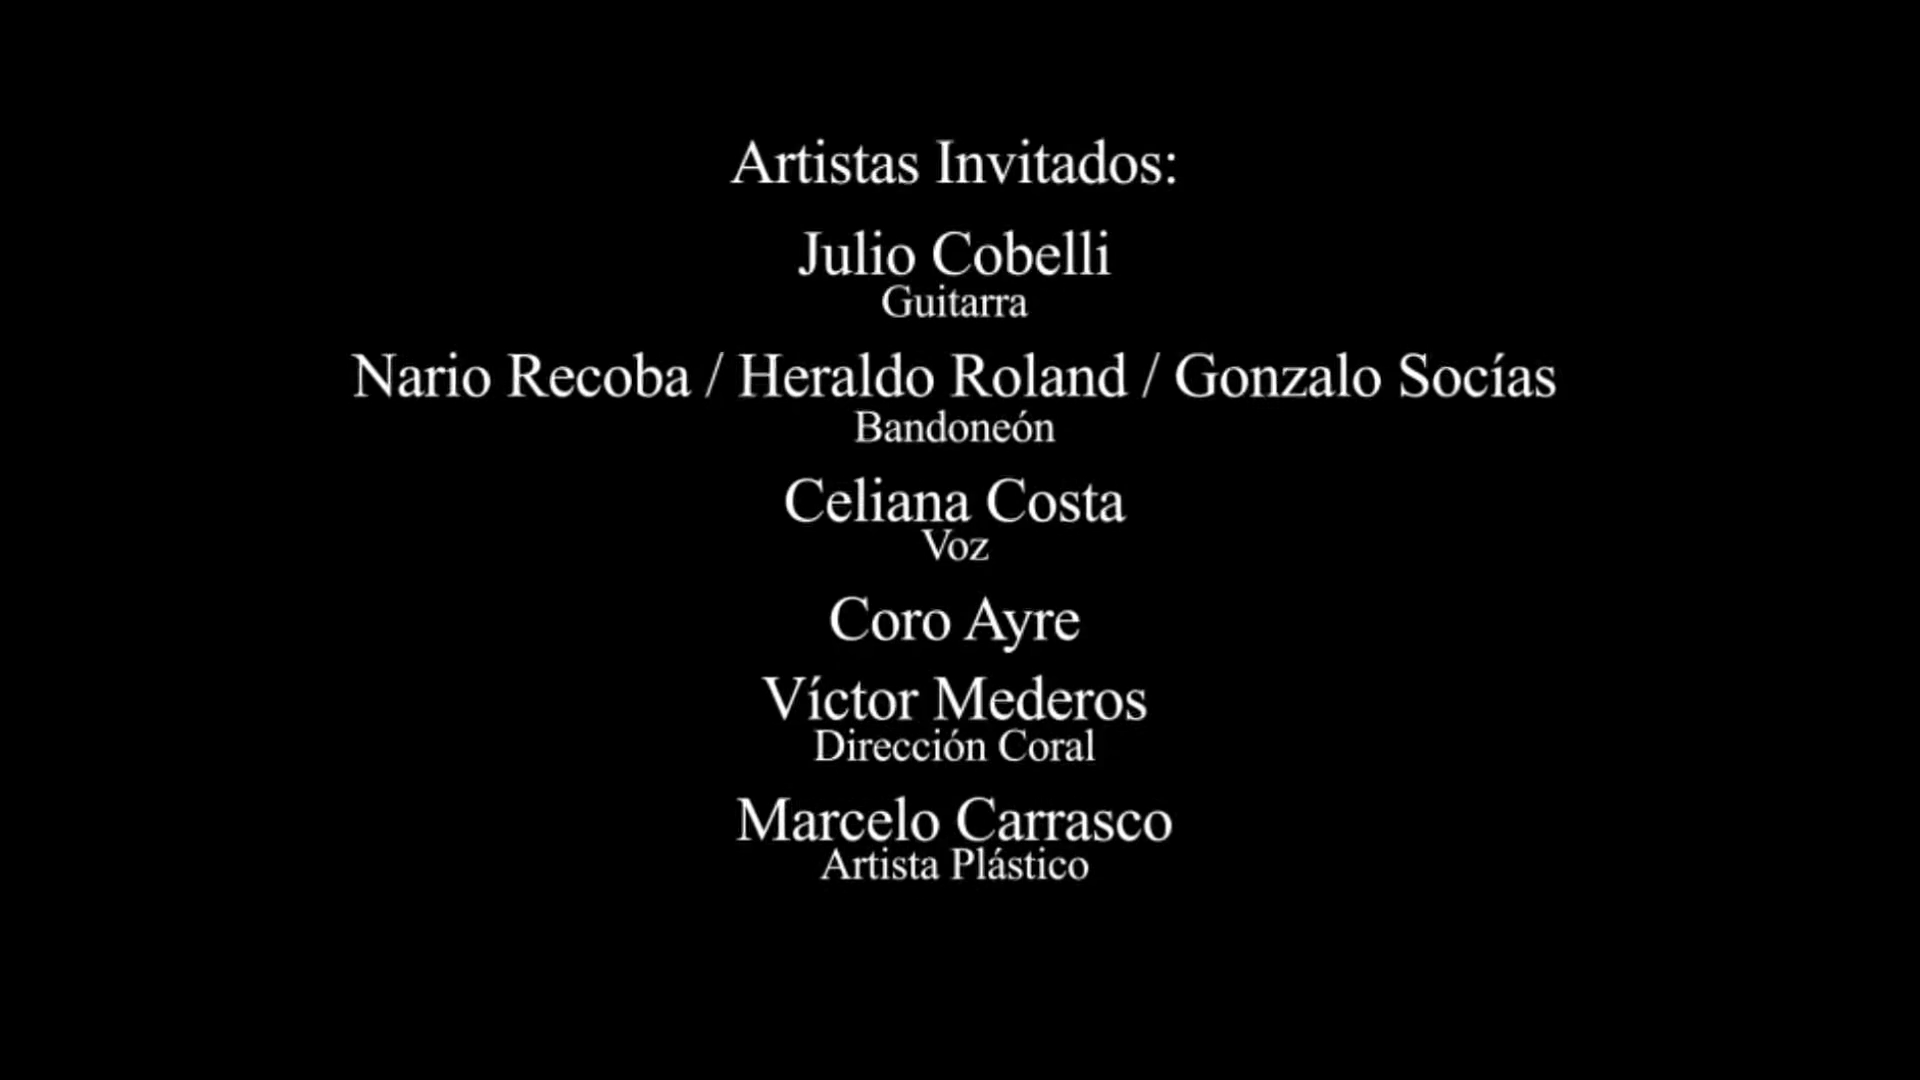 Artistas Invitados:
Julio Cobelli
Guitarra
Nario Recoba / Heraldo Roland / Gonzalo Socías
Bandoneón
Celiana Costa
Voz
Coro Ayre
Víctor Mederos
Dirección Coral
Marcelo Carrasco
Artista Plástico